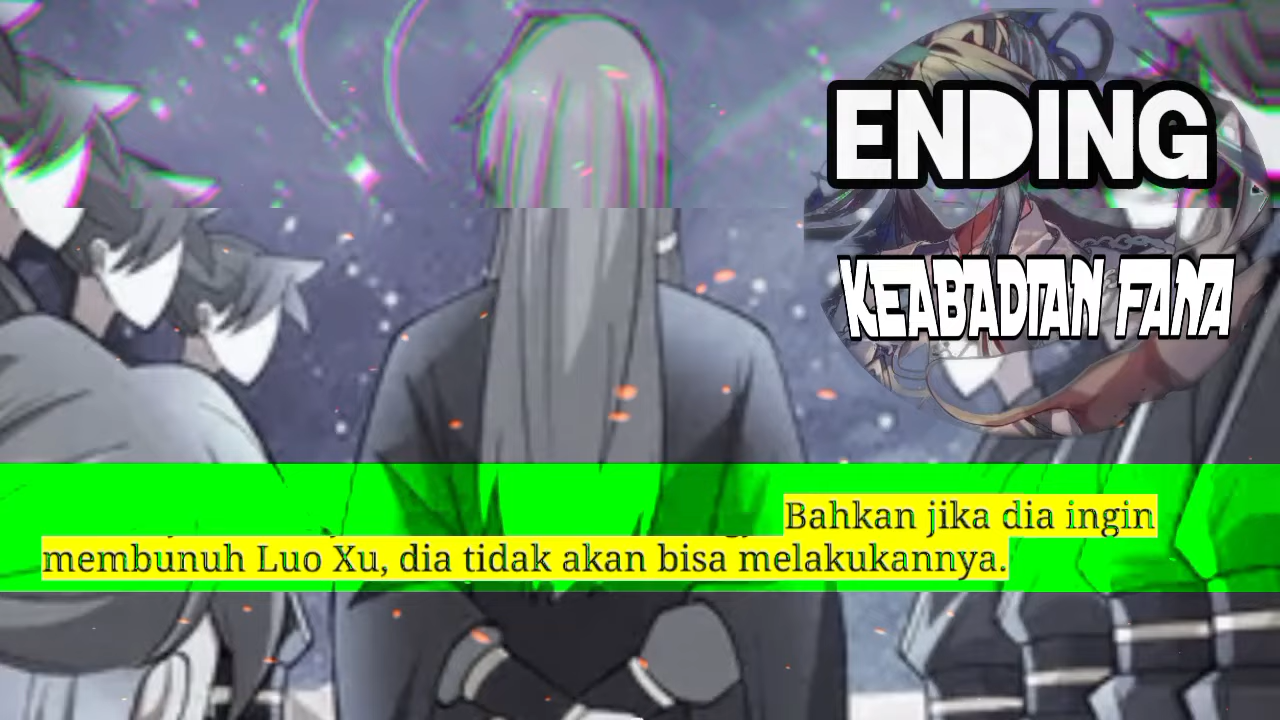 ENDING
KEABADIAN FANA
Bahkan jika dia ingin
membunuh Luo Xu, dia tidak akan bisa melakukannya.